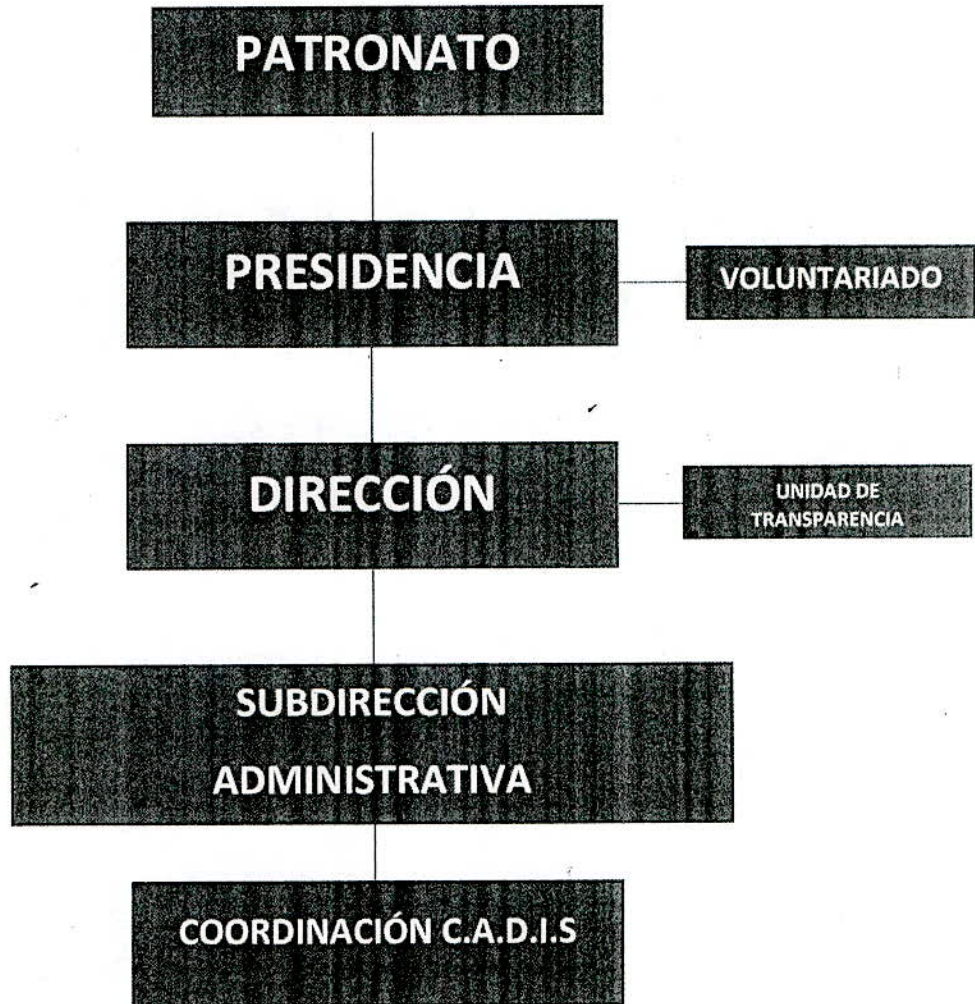 PATRONATO
PRESIDENCIA
VOLUNTARIADO
DIRECCIÓN
UNIDAD DE
TRANSPARENCIA
SUBDIRECCIÓN
ADMINISTRATIVA
COORDINACIÓN C.A.D.I.S